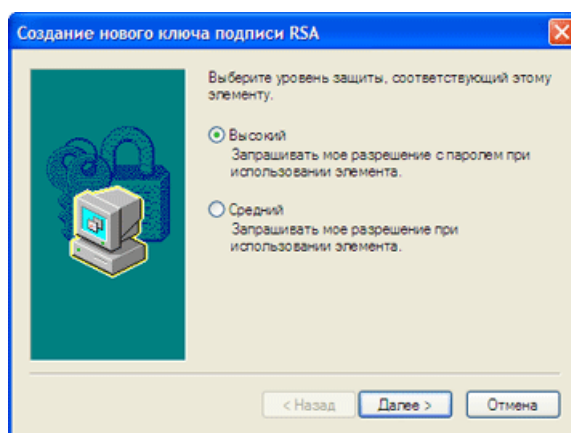 Создание нового ключа подписи RSA
Выберите уровень защиты, соответствующий этому
элементу.
Высокий
Запрашивать мое разрешение с паролем при
использовании элемента.
Средний
Запрашивать мое разрешение при
использовании элемента.
< Назад
Далее >
Отмена